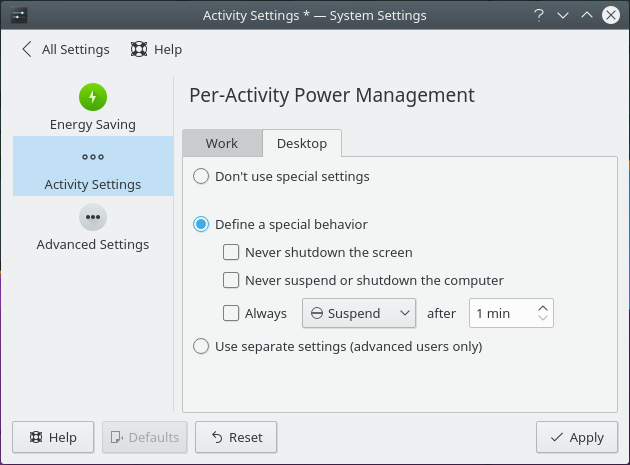 Activity Settings * — System Settings
All Settings Help
Energy Saving
Activity Settings
Advanced Settings
Per-Activity Power Management
Work Desktop
Don't use special settings
Define a special behavior
Never shutdown the screen
Never suspend or shutdown the computer
Always Suspend after 1 min
Use separate settings (advanced users only)
Help Defaults Reset Apply